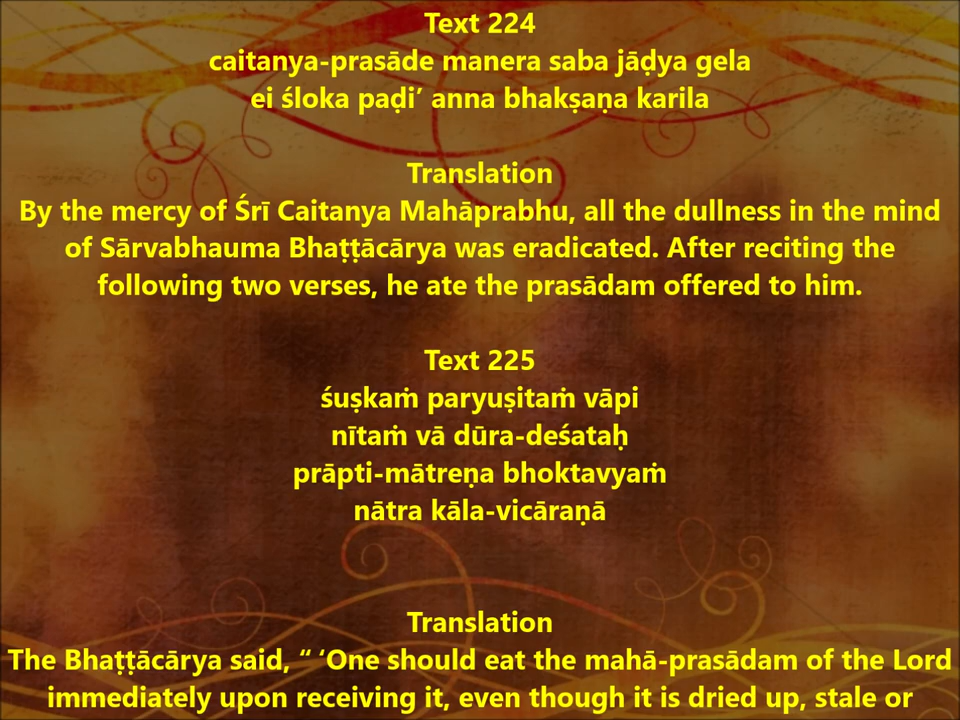 Text 224
caitanya-prasāde manera saba jāḍya gela
ei śloka paḍi’ anna bhakṣaṇa karila
Translation
By the mercy of Śrī Caitanya Mahāprabhu, all the dullness in the mind
of Sārvabhauma Bhaṭṭācārya was eradicated. After reciting the
following two verses, he ate the prasādam offered to him.
Text 225
śuṣkaṁ paryuṣitaṁ vāpi
nītaṁ vā dūra-deśataḥ
prāpti-mātreṇa bhoktavyaṁ
nātra kāla-vicāraṇā
Translation
The Bhaṭṭācārya said, “ ‘One should eat the mahā-prasādam of the Lord
immediately upon receiving it, even though it is dried up, stale or